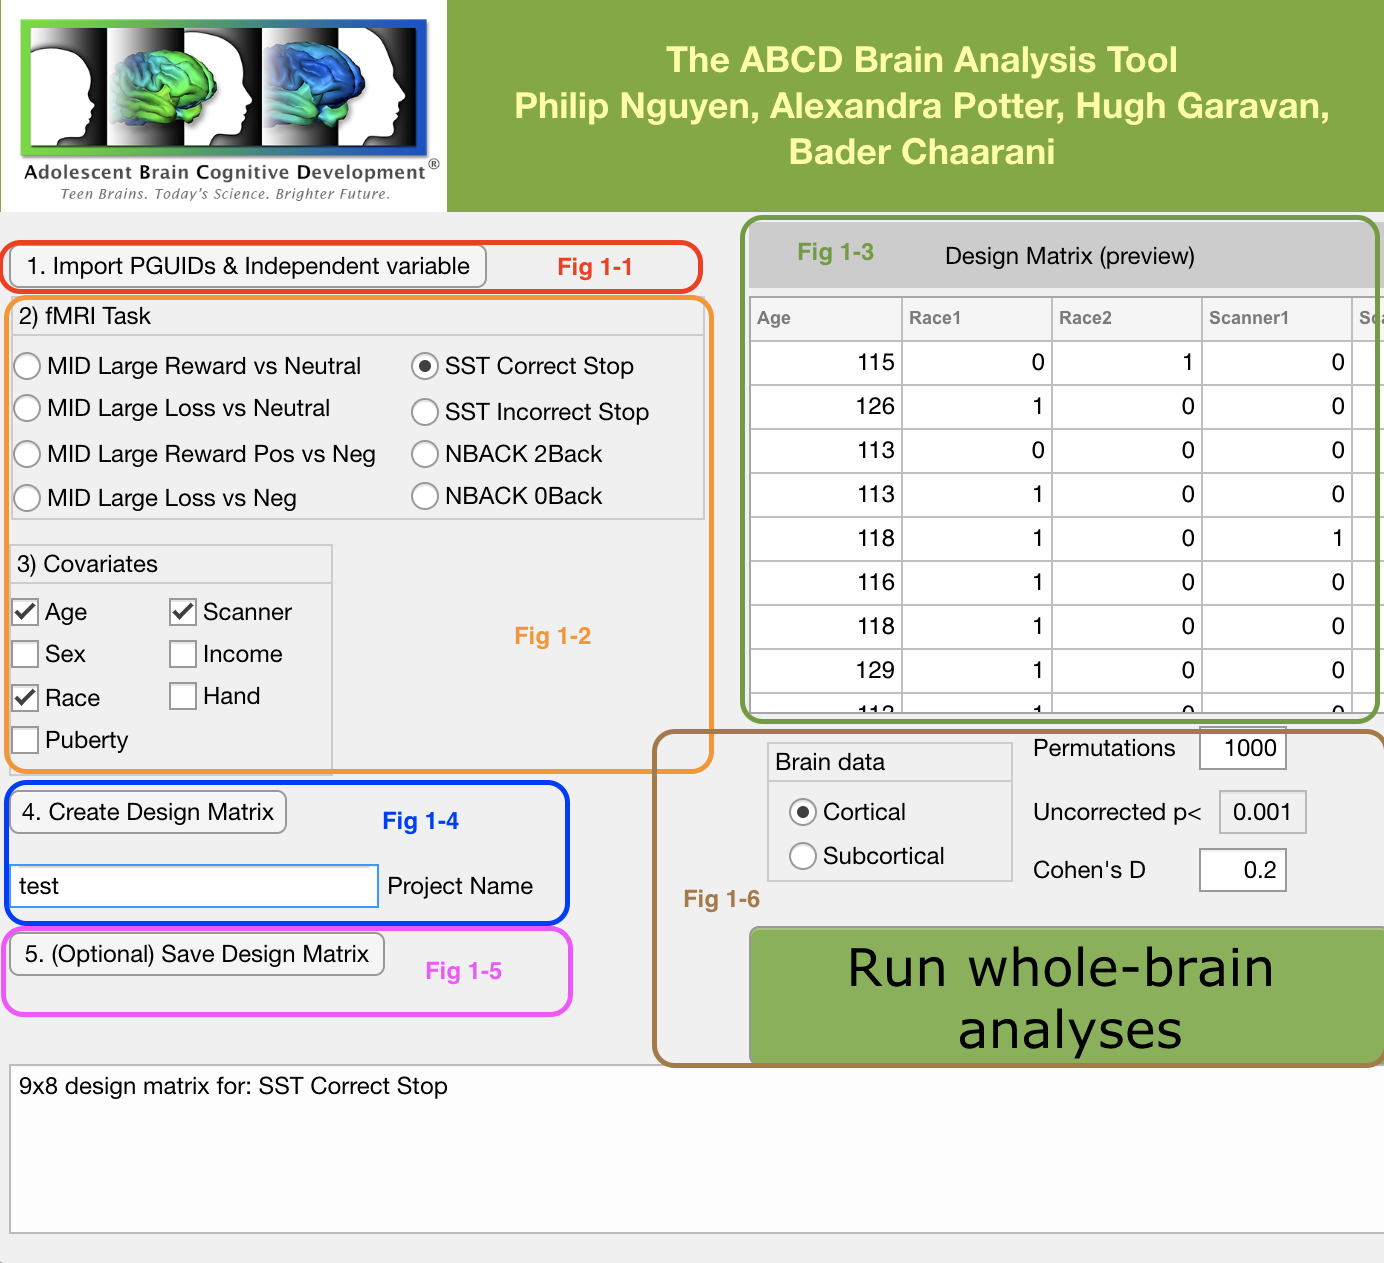 The ABCD Brain Analysis Tool
Philip Nguyen, Alexandra Potter, Hugh Garavan,
Bader Chaarani
Adolescent Brain Cognitive Development®
Teen Brains. Today's Science. Brighter Future.
1. Import PGUIDs & Independent variable
Fig 1-1
2) fMRI Task
MID Large Reward vs Neutral
SST Correct Stop
MID Large Loss vs Neutral
SST Incorrect Stop
MID Large Reward Pos vs Neg
NBACK 2Back
MID Large Loss vs Neg
NBACK 0Back
3) Covariates
Age
Scanner
Sex
Income
Race
Hand
Puberty
Fig 1-2
Fig 1-3
Design Matrix (preview)
Age Race1 Race2 Scanner1
115 0 1 0
126 1 0 0
113 0 0 0
113 1 0 0
118 1 0 1
116 1 0 0
118 1 0 0
129 1 0 0
4. Create Design Matrix
Fig 1-4
test
Project Name
5. (Optional) Save Design Matrix
Fig 1-5
Brain data
Cortical
Subcortical
Permutations 1000
Uncorrected p< 0.001
Cohen's D 0.2
Fig 1-6
Run whole-brain
analyses
9x8 design matrix for: SST Correct Stop